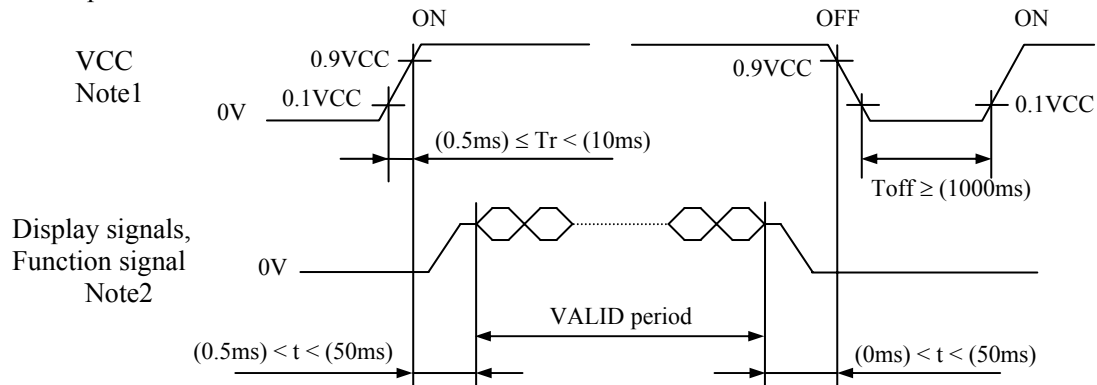 ON
OFF
ON
VCC
Note1
0.9VCC
0.1VCC
0V
0.9VCC
0.1VCC
(0.5ms) ≤ Tr < (10ms)
Toff ≥ (1000ms)
Display signals,
Function signal
Note2
0V
VALID period
(0.5ms) < t < (50ms)
(0ms) < t < (50ms)